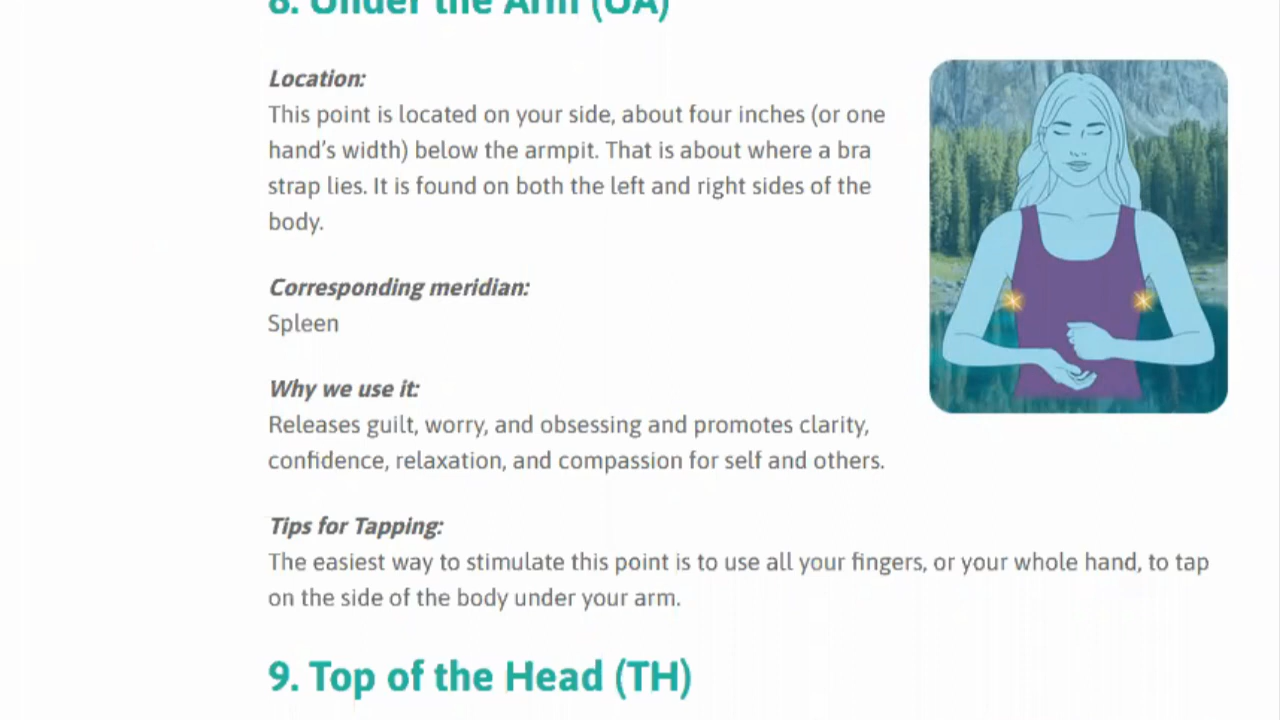 8. Under the Arm (UA)
Location:
This point is located on your side, about four inches (or one
hand's width) below the armpit. That is about where a bra
strap lies. It is found on both the left and right sides of the
body.
Corresponding meridian:
Spleen
Why we use it:
Releases guilt, worry, and obsessing and promotes clarity,
confidence, relaxation, and compassion for self and others.
Tips for Tapping:
The easiest way to stimulate this point is to use all your fingers, or your whole hand, to tap
on the side of the body under your arm.
9. Top of the Head (TH)